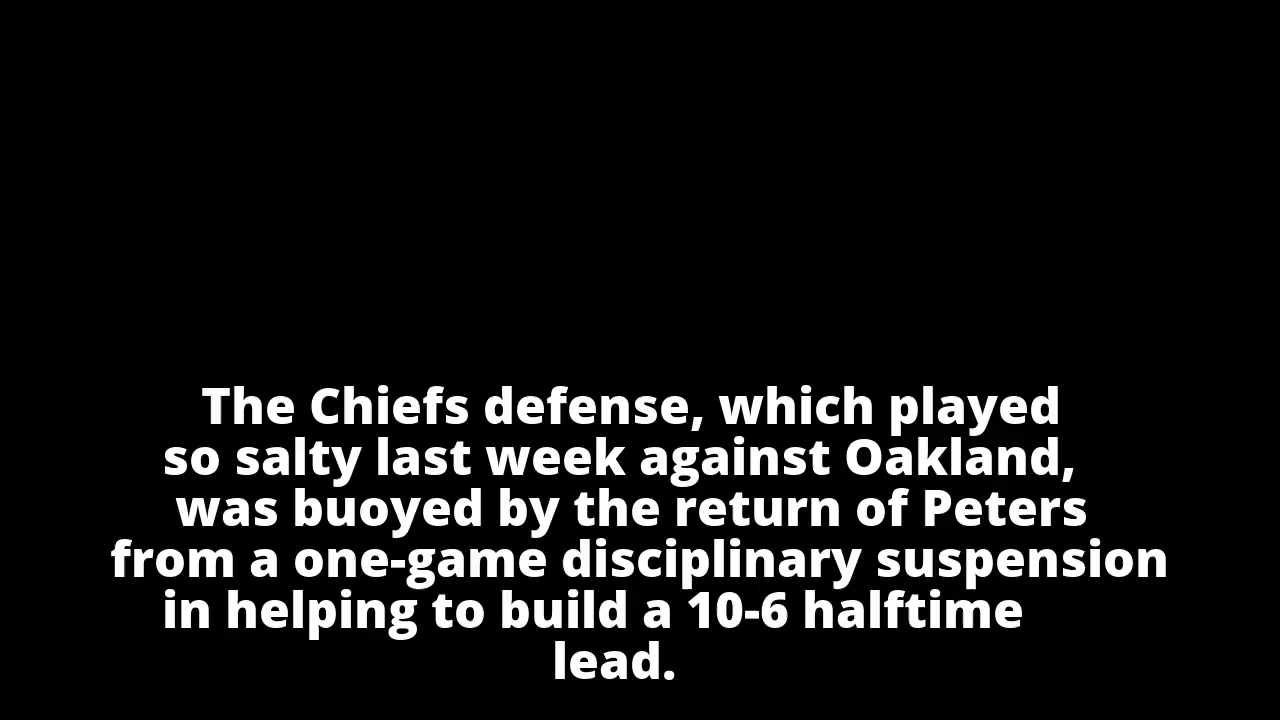 The Chiefs defense, which played
so salty last week against Oakland,
was buoyed by the return of Peters
from a one-game disciplinary suspension
in helping to build a 10-6 halftime
lead.